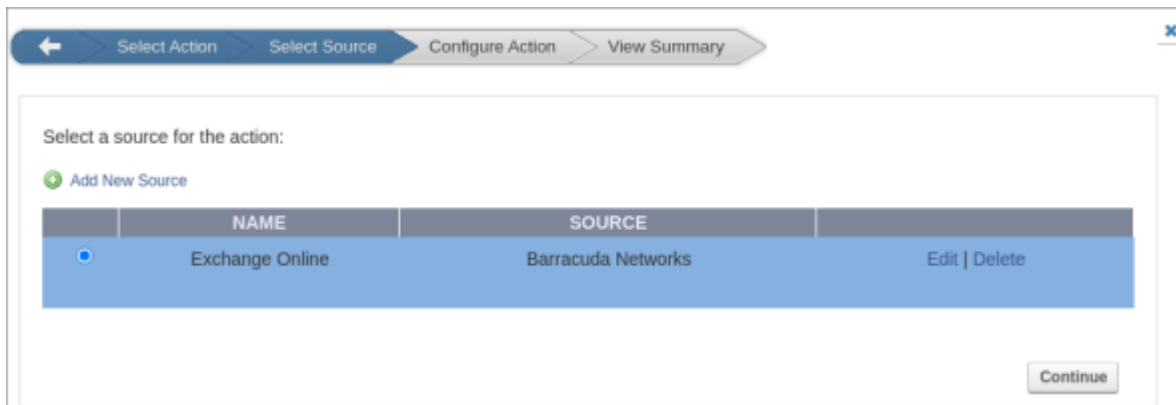 Select Action Select Source Configure Action View Summary
Select a source for the action:
Add New Source
NAME SOURCE
Exchange Online Barracuda Networks Edit | Delete
Continue